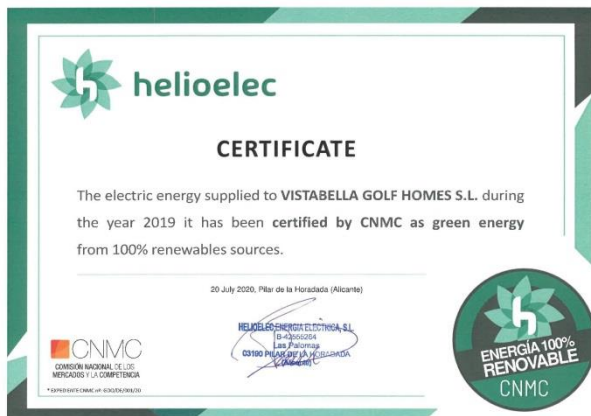 helioelec
CERTIFICATE
The electric energy supplied to VISTABELLA GOLF HOMES S.L. during
the year 2019 it has been certified by CNMC as green energy
from 100% renewables sources.
20 July 2020, Pilar de la Horadada (Alicante)
HELIOELEC ENERGIA ELECTRICA, S.L.
B-42555264
Las Palomas
03190 PILAR DE LA HORADADA
(Alicante)
CNMC
COMISIÓN NACIONAL DE LOS
MERCADOS Y LA COMPETENCIA
ENERGÍA 100%
RENOVABLE
CNMC